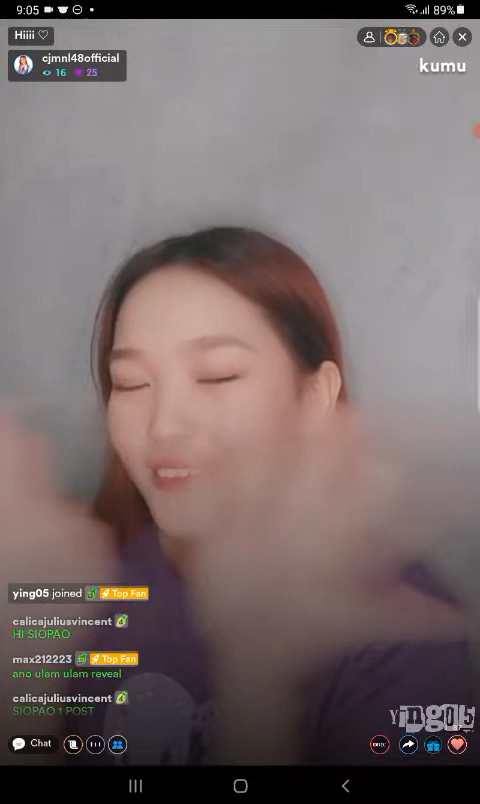 9:05
89%
Hiiii ♡
cjmnl48official
16 25
kumu
ying05 joined Top Fan
calicajuliusvincent
HI SIOPAO
max212223 Top Fan
ano ulam ulam reveal
calicajuliusvincent
SIOPAO 1 POST
Ying05
Chat